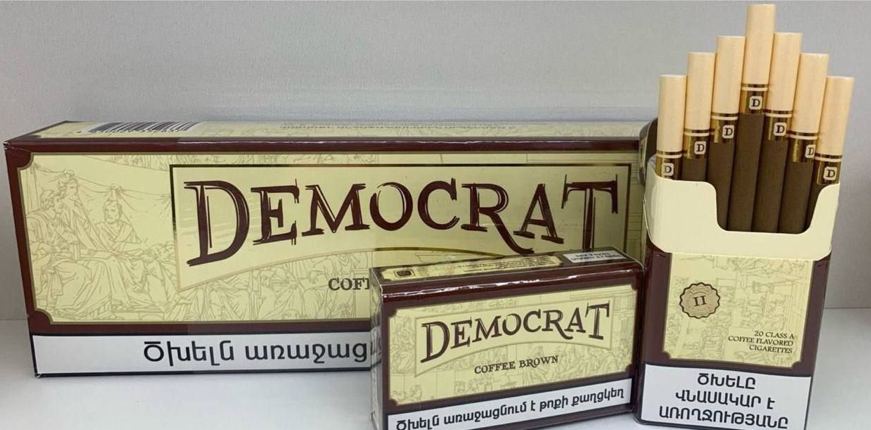 DEMOCRAT
COFF
Ծխելն առաջաց
DEMOCRAT
COFFEE BROWN
Ծխելն առաջացնում է թոքի քաղցկեղ
D
D
D
D
D
D
D
II
20 CLASS A
COFFEE FLAVORED
CIGARETTES
ԾԽԵԼԸ
ՎՆԱՍԱԿԱՐ Է
ԱՌՈՂՋՈՒԹՅԱՆԸ